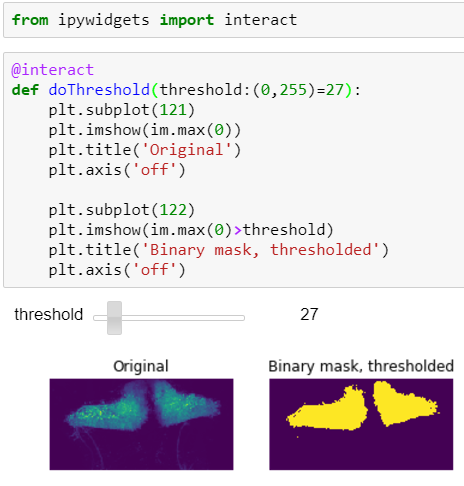 from ipywidgets import interact
@interact
def doThreshold(threshold:(0,255)=27):
    plt.subplot(121)
    plt.imshow(im.max(0))
    plt.title('Original')
    plt.axis('off')
    plt.subplot(122)
    plt.imshow(im.max(0)>threshold)
    plt.title('Binary mask, thresholded')
    plt.axis('off')
threshold 27
Original Binary mask, thresholded